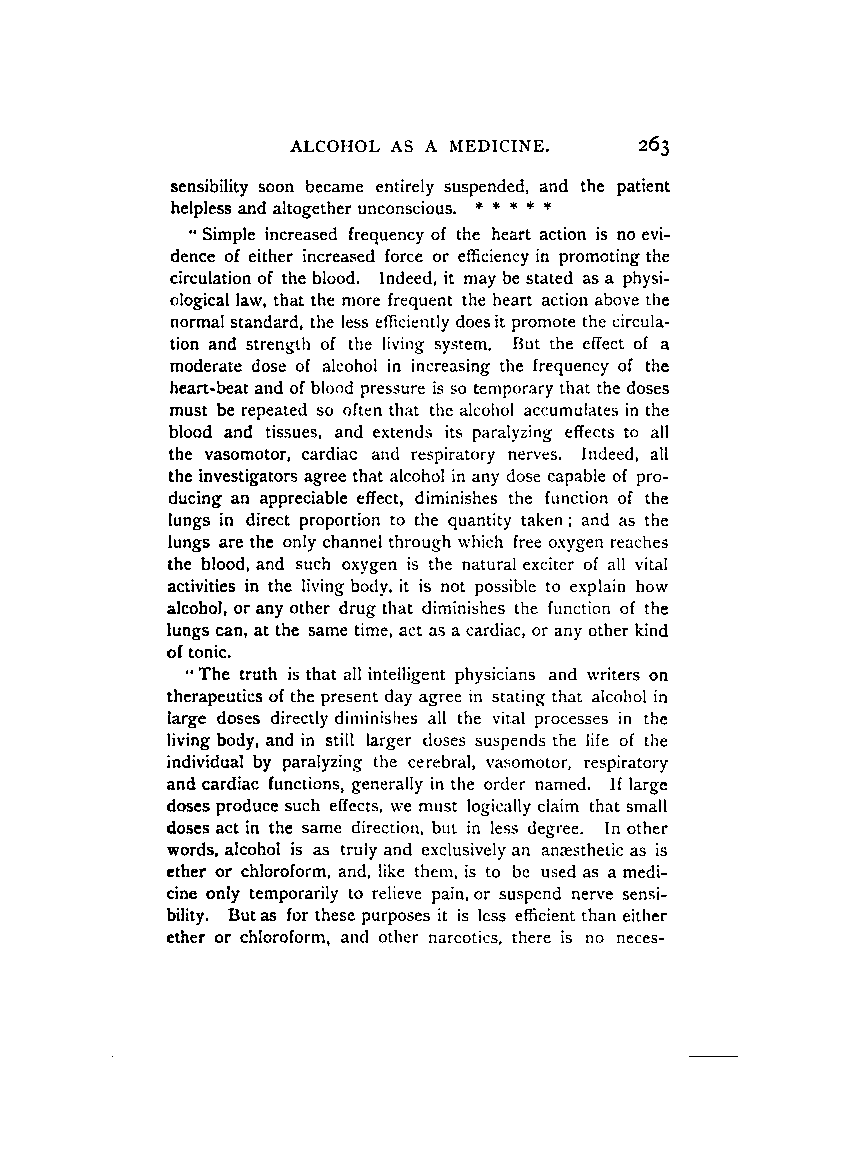 ALCOHOL AS A MEDICINE. 263
sensibility soon became entirely suspended, and the patient
helpless and altogether unconscious. * * * * *
" Simple increased frequency of the heart action is no evi-
dence of either increased force or efficiency in promoting the
circulation of the blood. Indeed, it may be stated as a physi-
ological law, that the more frequent the heart action above the
normal standard, the less efficiently does it promote the circula-
tion and strength of the living system. But the effect of a
moderate dose of alcohol in increasing the frequency of the
heart-beat and of blood pressure is so temporary that the doses
must be repeated so often that the alcohol accumulates in the
blood and tissues, and extends its paralyzing effects to all
the vasomotor, cardiac and respiratory nerves. Indeed, all
the investigators agree that alcohol in any dose capable of pro-
ducing an appreciable effect, diminishes the function of the
lungs in direct proportion to the quantity taken ; and as the
lungs are the only channel through which free oxygen reaches
the blood, and such oxygen is the natural exciter of all vital
activities in the living body, it is not possible to explain how
alcohol, or any other drug that diminishes the function of the
lungs can, at the same time, act as a cardiac, or any other kind
of tonic.
" The truth is that all intelligent physicians and writers on
therapeutics of the present day agree in stating that alcohol in
large doses directly diminishes all the vital processes in the
living body, and in still larger doses suspends the life of the
individual by paralyzing the cerebral, vasomotor, respiratory
and cardiac functions, generally in the order named. If large
doses produce such effects, we must logically claim that small
doses act in the same direction, but in less degree. In other
words, alcohol is as truly and exclusively an anæsthetic as is
ether or chloroform, and, like them, is to be used as a medi-
cine only temporarily to relieve pain, or suspend nerve sensi-
bility. But as for these purposes it is less efficient than either
ether or chloroform, and other narcotics, there is no neces-